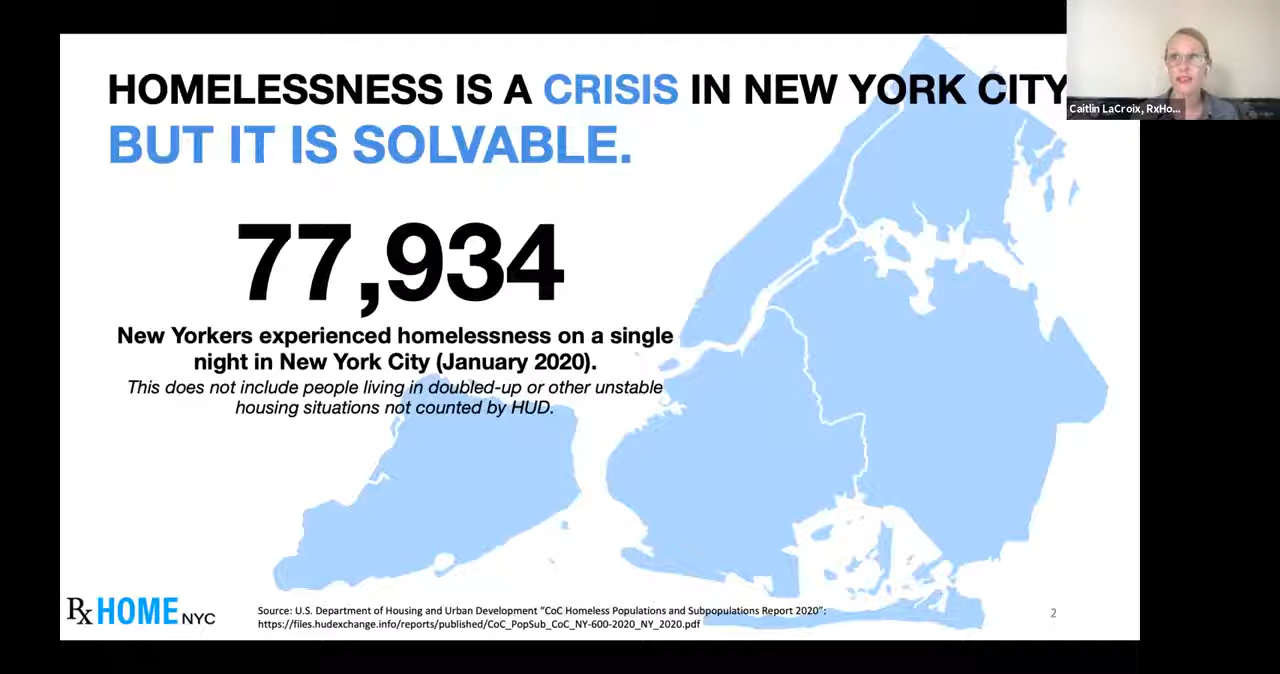 HOMELESSNESS IS A CRISIS IN NEW YORK CITY
BUT IT IS SOLVABLE.
Caitlin LaCroix, RxHo...
77,934
New Yorkers experienced homelessness on a single
night in New York City (January 2020).
This does not include people living in doubled-up or other unstable
housing situations not counted by HUD.
Rx HOME NYC
Source: U.S. Department of Housing and Urban Development "CoC Homeless Populations and Subpopulations Report 2020":
https://files.hudexchange.info/reports/published/CoC_PopSub_CoC_NY-600-2020_NY_2020.pdf
2